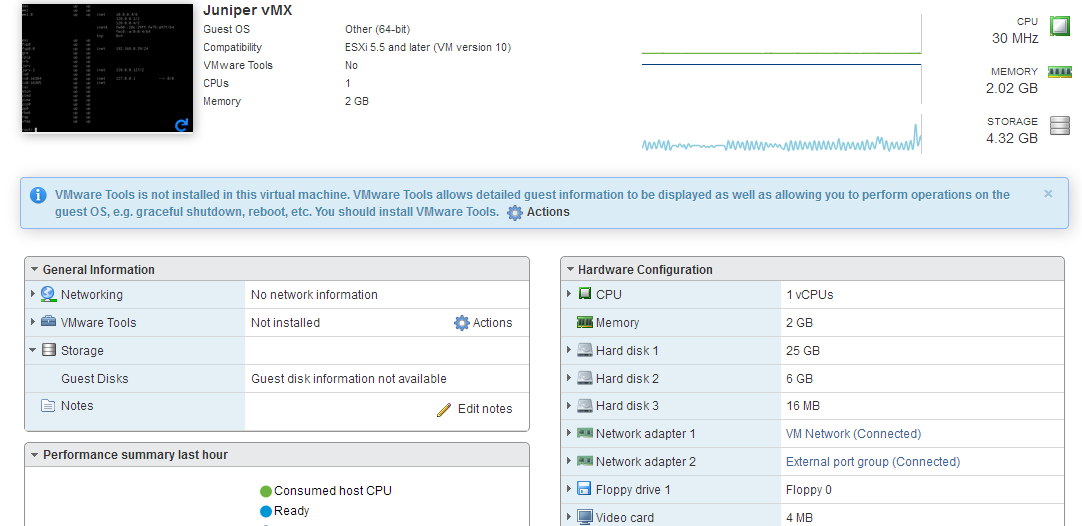 Juniper vMX
Guest OS Other (64-bit)
Compatibility ESXi 5.5 and later (VM version 10)
VMware Tools No
CPUs 1
Memory 2 GB
CPU
30 MHz
MEMORY
2.02 GB
STORAGE
4.32 GB
VMware Tools is not installed in this virtual machine. VMware Tools allows detailed guest information to be displayed as well as allowing you to perform operations on the
guest OS, e.g. graceful shutdown, reboot, etc. You should install VMware Tools. Actions
General Information
Networking No network information
VMware Tools Not installed Actions
Storage
Guest Disks Guest disk information not available
Notes Edit notes
Performance summary last hour
Consumed host CPU
Ready
Hardware Configuration
CPU 1 vCPUs
Memory 2 GB
Hard disk 1 25 GB
Hard disk 2 6 GB
Hard disk 3 16 MB
Network adapter 1 VM Network (Connected)
Network adapter 2 External port group (Connected)
Floppy drive 1 Floppy 0
Video card 4 MB